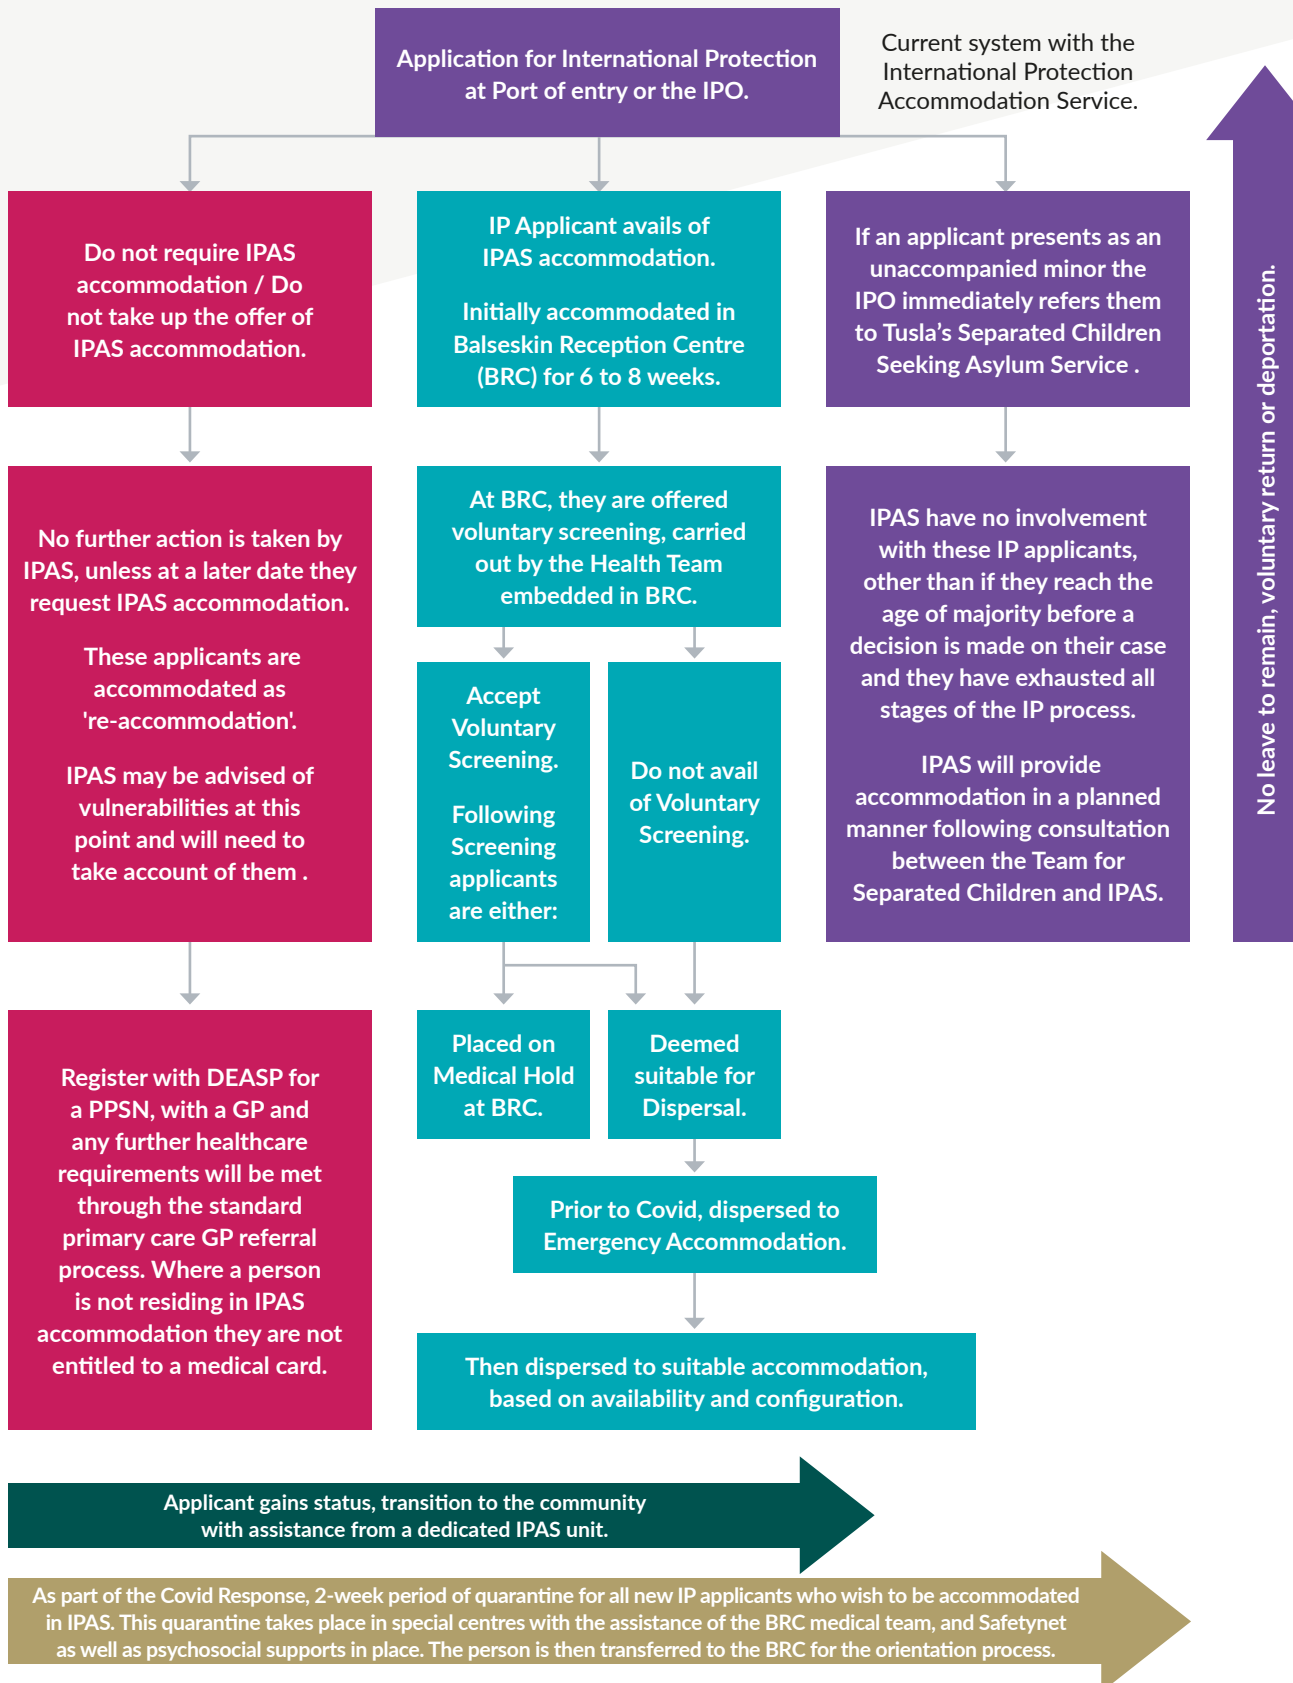 Application for International Protection
at Port of entry or the IPO.
Current system with the
International Protection
Accommodation Service.
Do not require IPAS
accommodation / Do
not take up the offer of
IPAS accommodation.
IP Applicant avails of
IPAS accommodation.
Initially accommodated in
Balseskin Reception Centre
(BRC) for 6 to 8 weeks.
If an applicant presents as an
unaccompanied minor the
IPO immediately refers them
to Tusla’s Separated Children
Seeking Asylum Service .
No further action is taken by
IPAS, unless at a later date they
request IPAS accommodation.
These applicants are
accommodated as
're-accommodation'.
IPAS may be advised of
vulnerabilities at this
point and will need to
take account of them .
At BRC, they are offered
voluntary screening, carried
out by the Health Team
embedded in BRC.
Accept
Voluntary
Screening.
Following
Screening
applicants
are either:
Do not avail
of Voluntary
Screening.
IPAS have no involvement
with these IP applicants,
other than if they reach the
age of majority before a
decision is made on their case
and they have exhausted all
stages of the IP process.
IPAS will provide
accommodation in a planned
manner following consultation
between the Team for
Separated Children and IPAS.
No leave to remain, voluntary return or deportation.
Register with DEASP for
a PPSN, with a GP and
any further healthcare
requirements will be met
through the standard
primary care GP referral
process. Where a person
is not residing in IPAS
accommodation they are not
entitled to a medical card.
Placed on
Medical Hold
at BRC.
Deemed
suitable for
Dispersal.
Prior to Covid, dispersed to
Emergency Accommodation.
Then dispersed to suitable accommodation,
based on availability and configuration.
Applicant gains status, transition to the community
with assistance from a dedicated IPAS unit.
As part of the Covid Response, 2-week period of quarantine for all new IP applicants who wish to be accommodated
in IPAS. This quarantine takes place in special centres with the assistance of the BRC medical team, and Safetynet
as well as psychosocial supports in place. The person is then transferred to the BRC for the orientation process.